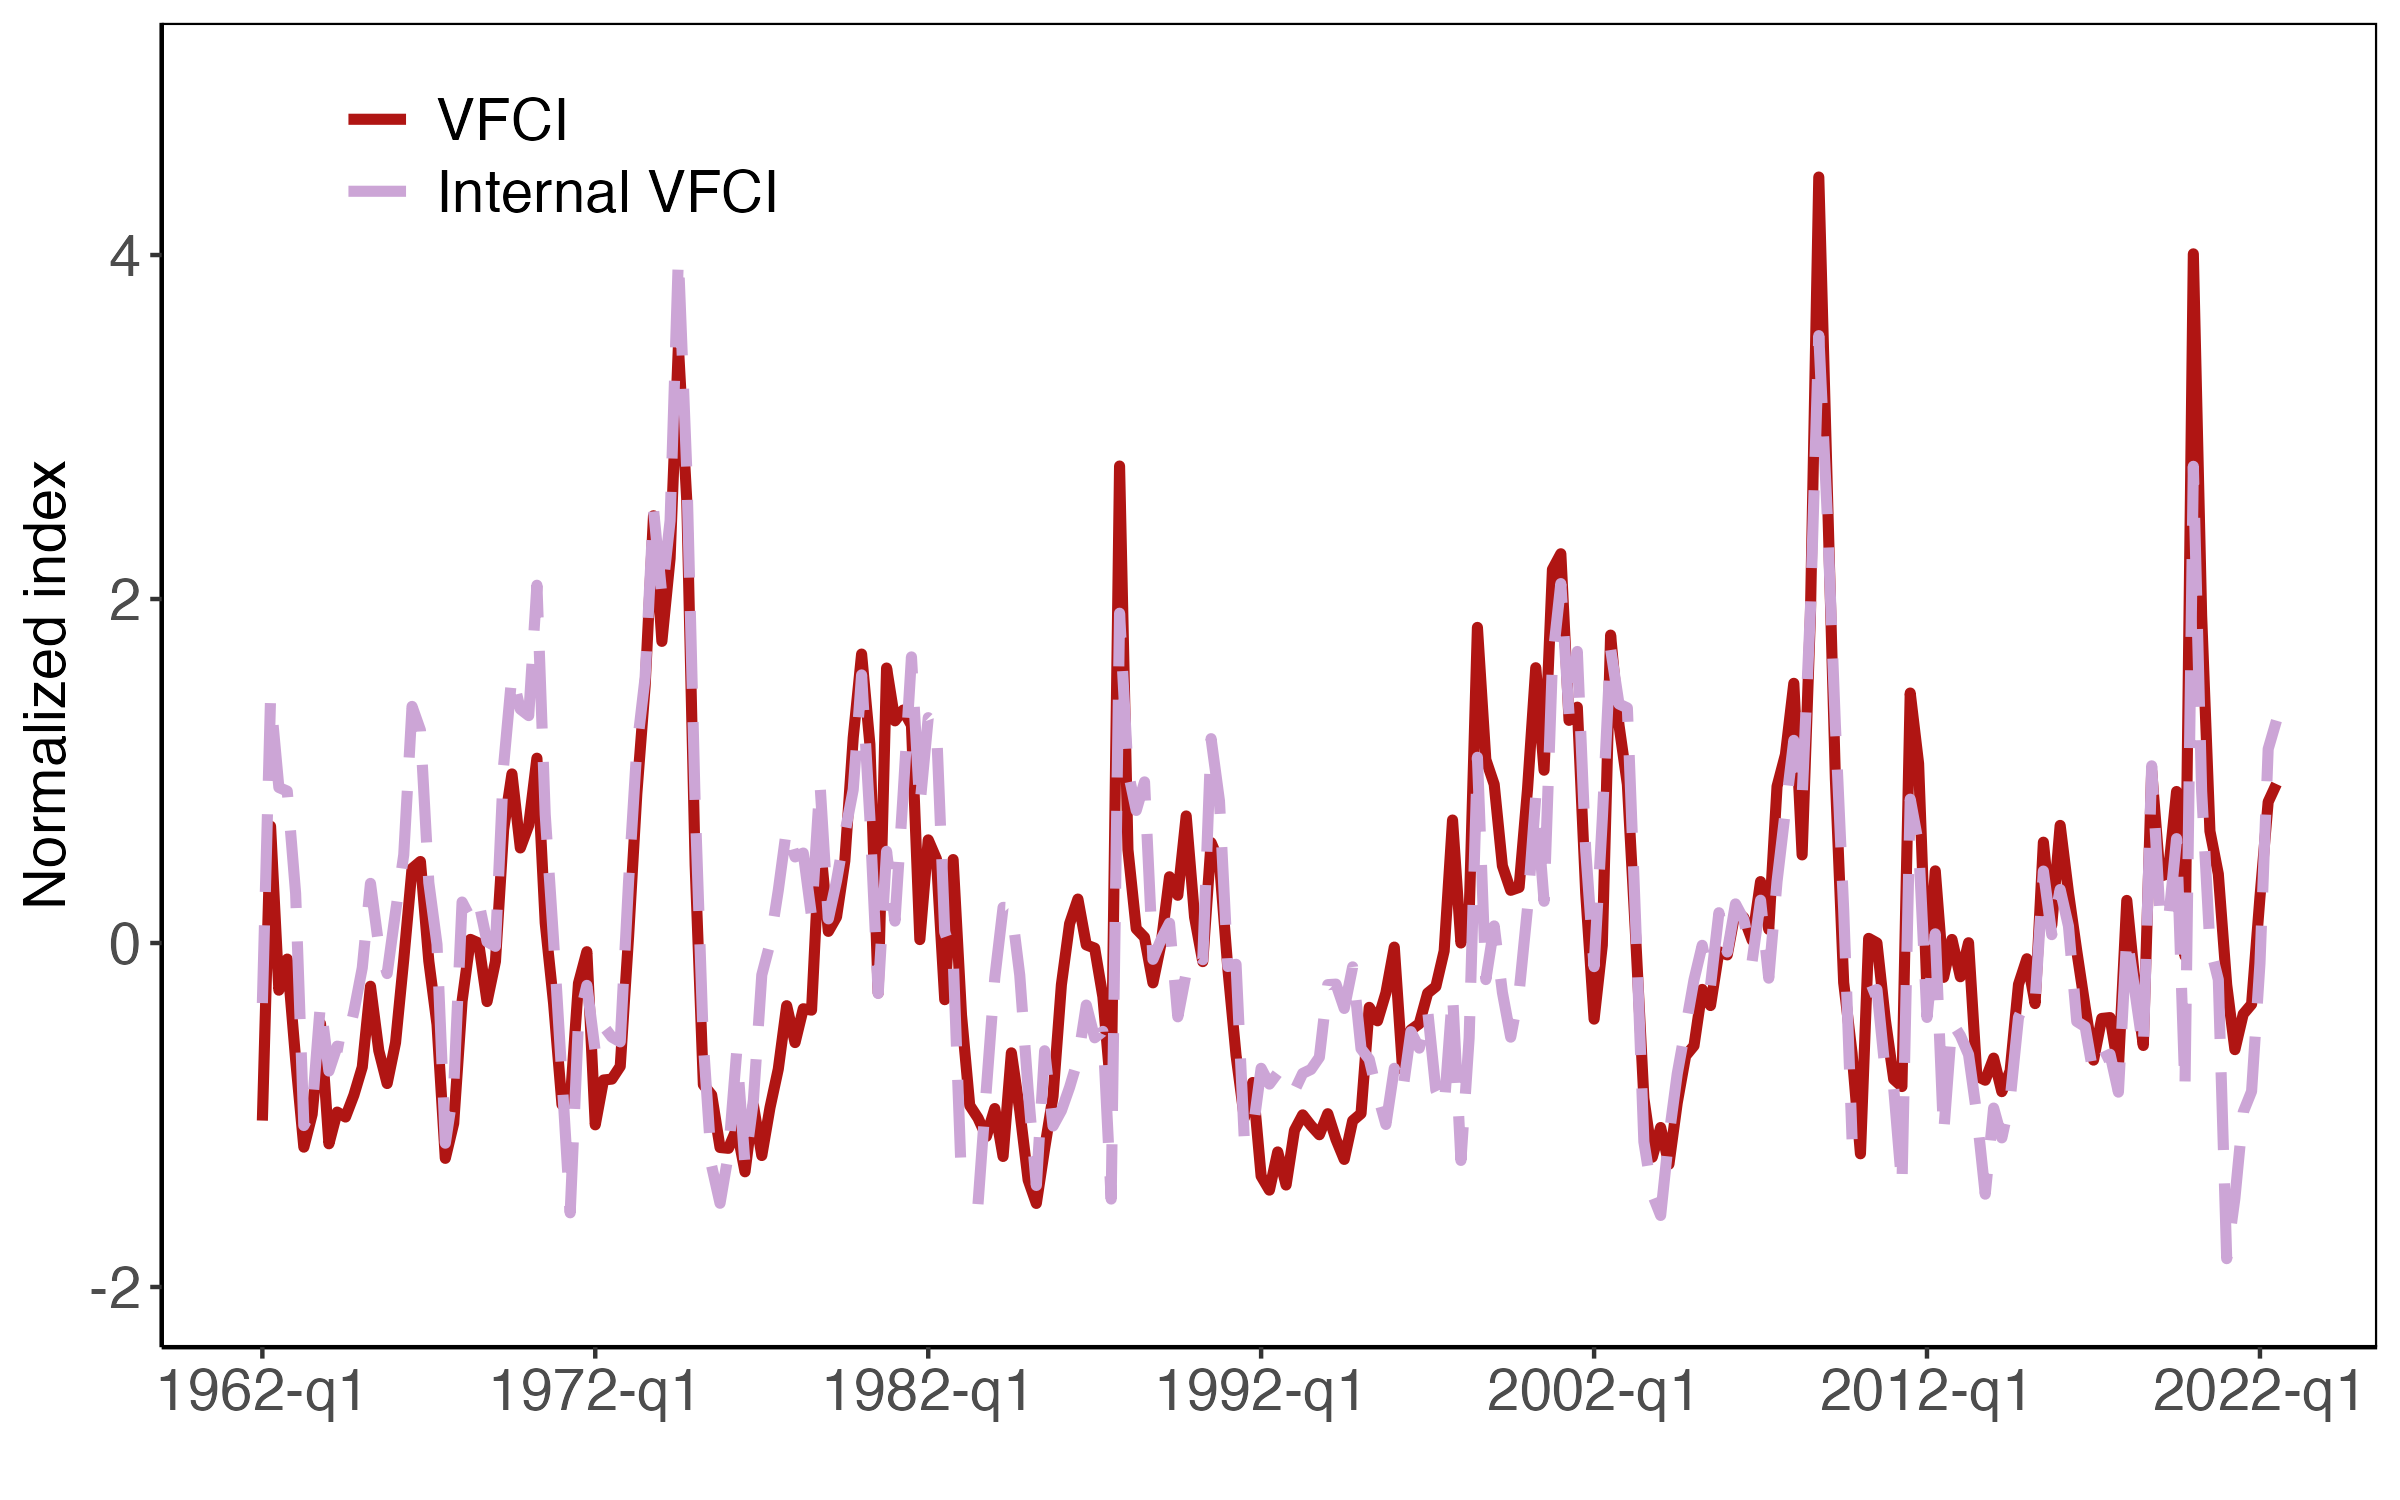 VFCI
Internal VFCI
Normalized index
4
2
0
-2
1962-q1 1972-q1 1982-q1 1992-q1 2002-q1 2012-q1 2022-q1